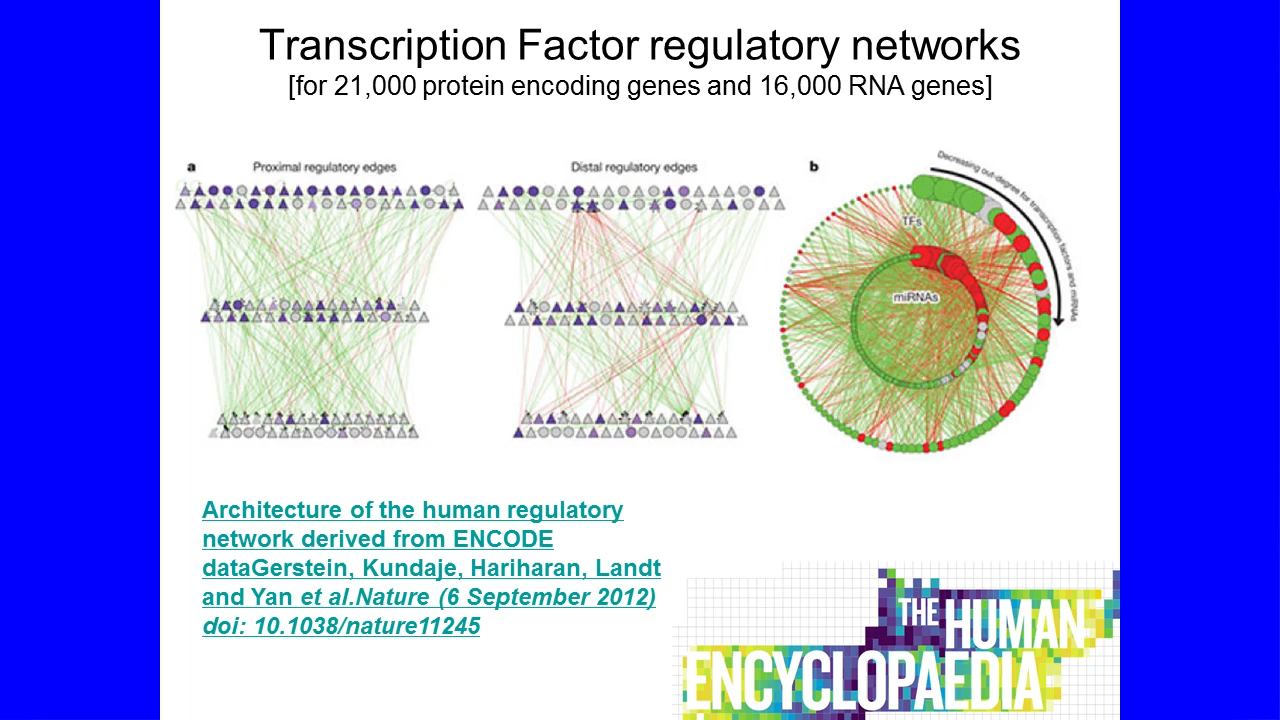 Transcription Factor regulatory networks
[for 21,000 protein encoding genes and 16,000 RNA genes]
a
Proximal regulatory edges
Distal regulatory edges
b
Decreasing out-degree for transcription factors and miRNAs
TFs
miRNAs
Architecture of the human regulatory
network derived from ENCODE
dataGerstein, Kundaje, Hariharan, Landt
and Yan et al.Nature (6 September 2012)
doi: 10.1038/nature11245
THE HUMAN
ENCYCLOPAEDIA